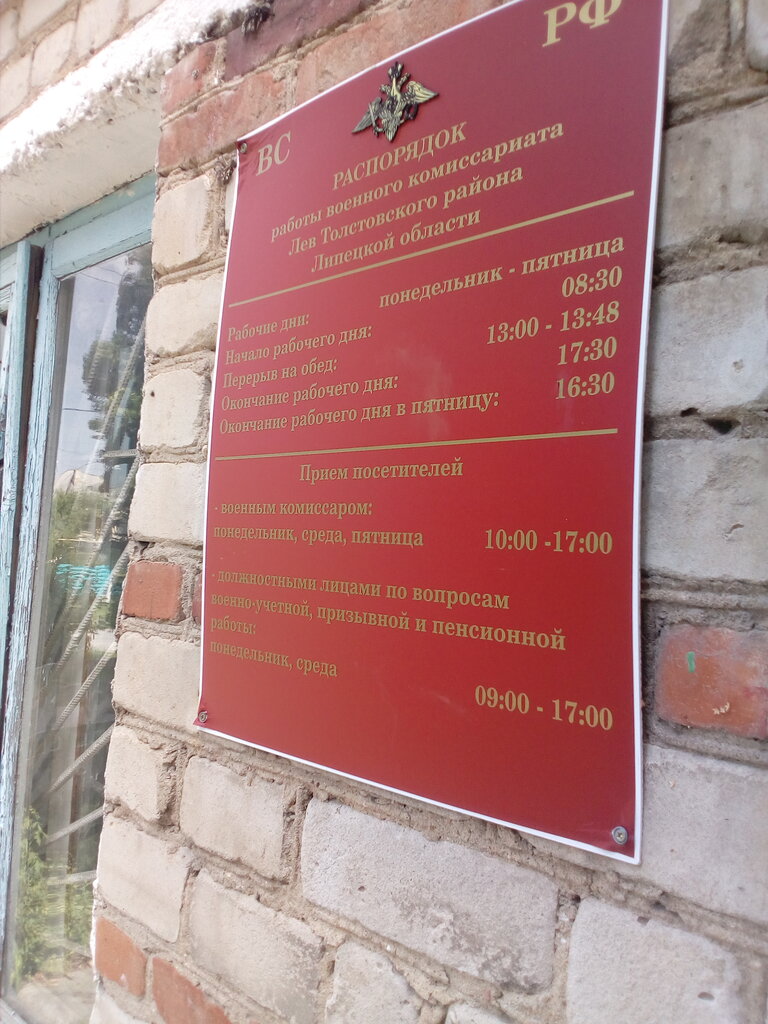 ВС РФ
РАСПОРЯДОК
работы военного комиссариата
Лев Толстовского района
Липецкой области
Рабочие дни: понедельник - пятница
Начало рабочего дня: 08:30
Перерыв на обед: 13:00 - 13:48
Окончание рабочего дня: 17:30
Окончание рабочего дня в пятницу: 16:30
Прием посетителей
- военным комиссаром:
понедельник, среда, пятница 10:00 -17:00
- должностными лицами по вопросам
военно-учетной, призывной и пенсионной
работы:
понедельник, среда
09:00 - 17:00